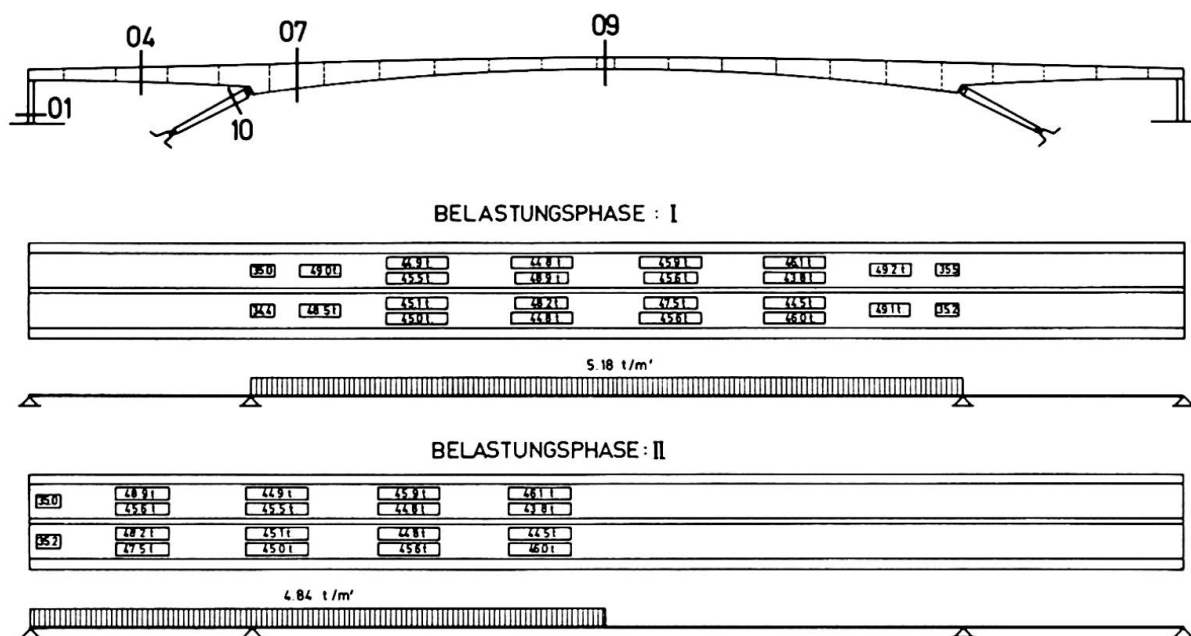 04 07 09
01
10
BELASTUNGSPHASE : I
44.9 t 44.8 t 45.9 t 46.1 t
35.0 49.0t 49.2 t 35.5
45.5 t 48.9 t 45.6 t 43.8 t
45.1 t 48.2 t 47.5 t 44.5 t
34.4 48.5 t 49.1 t 35.2
45.0 t 44.8 t 45.6 t 46.0 t
5.18 t/m'
BELASTUNGSPHASE : II
48.9 t 44.9 t 45.9 t 46.1 t
35.0
45.6 t 45.5 t 44.8 t 43.8 t
48.2 t 45.1 t 44.8 t 44.5 t
35.2
47.5 t 45.0 t 45.6 t 46.0 t
4.84 t/m'